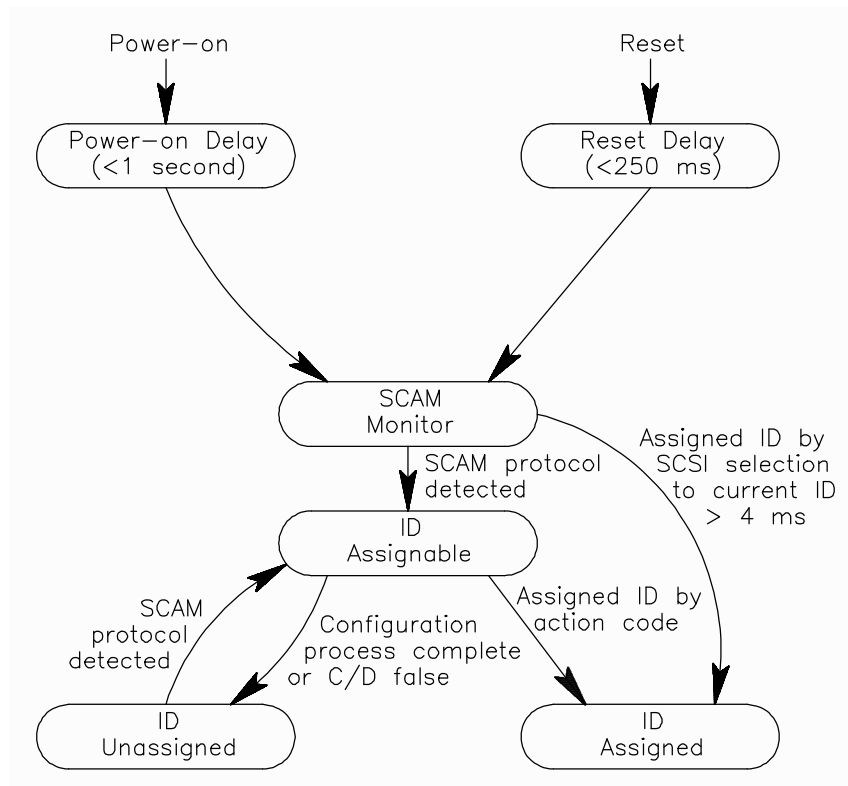 Power-on
Reset
Power-on Delay
(<1 second)
Reset Delay
(<250 ms)
SCAM
Monitor
Assigned ID by
SCSI selection
to current ID
> 4 ms
SCAM protocol
detected
ID
Assignable
SCAM
protocol
detected
Configuration
process complete
or C/D false
Assigned ID by
action code
ID
Unassigned
ID
Assigned